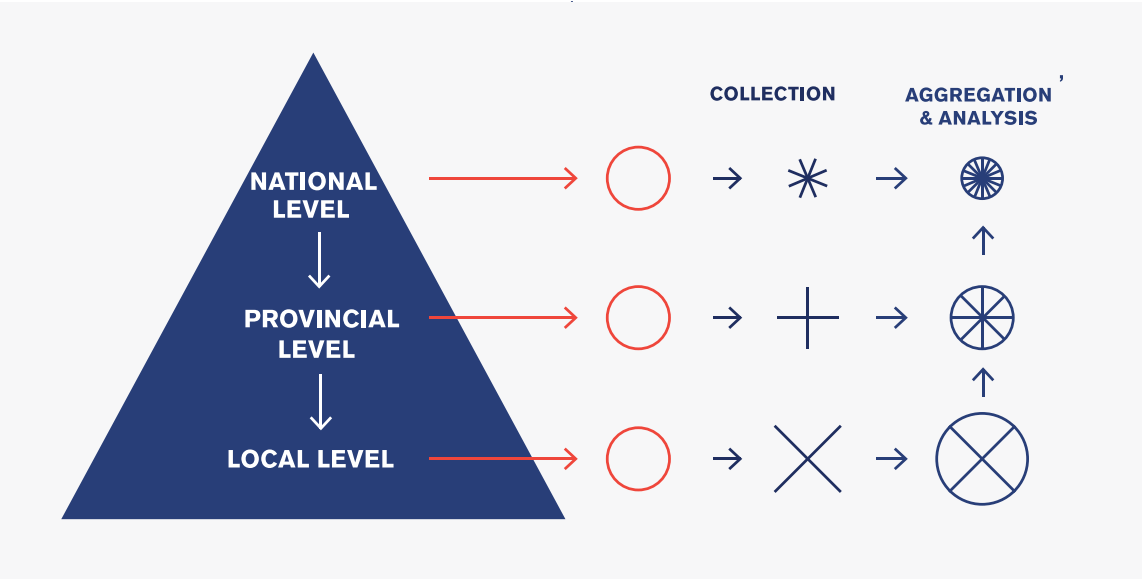 COLLECTION
AGGREGATION ’
& ANALYSIS
NATIONAL
LEVEL
PROVINCIAL
LEVEL
LOCAL LEVEL